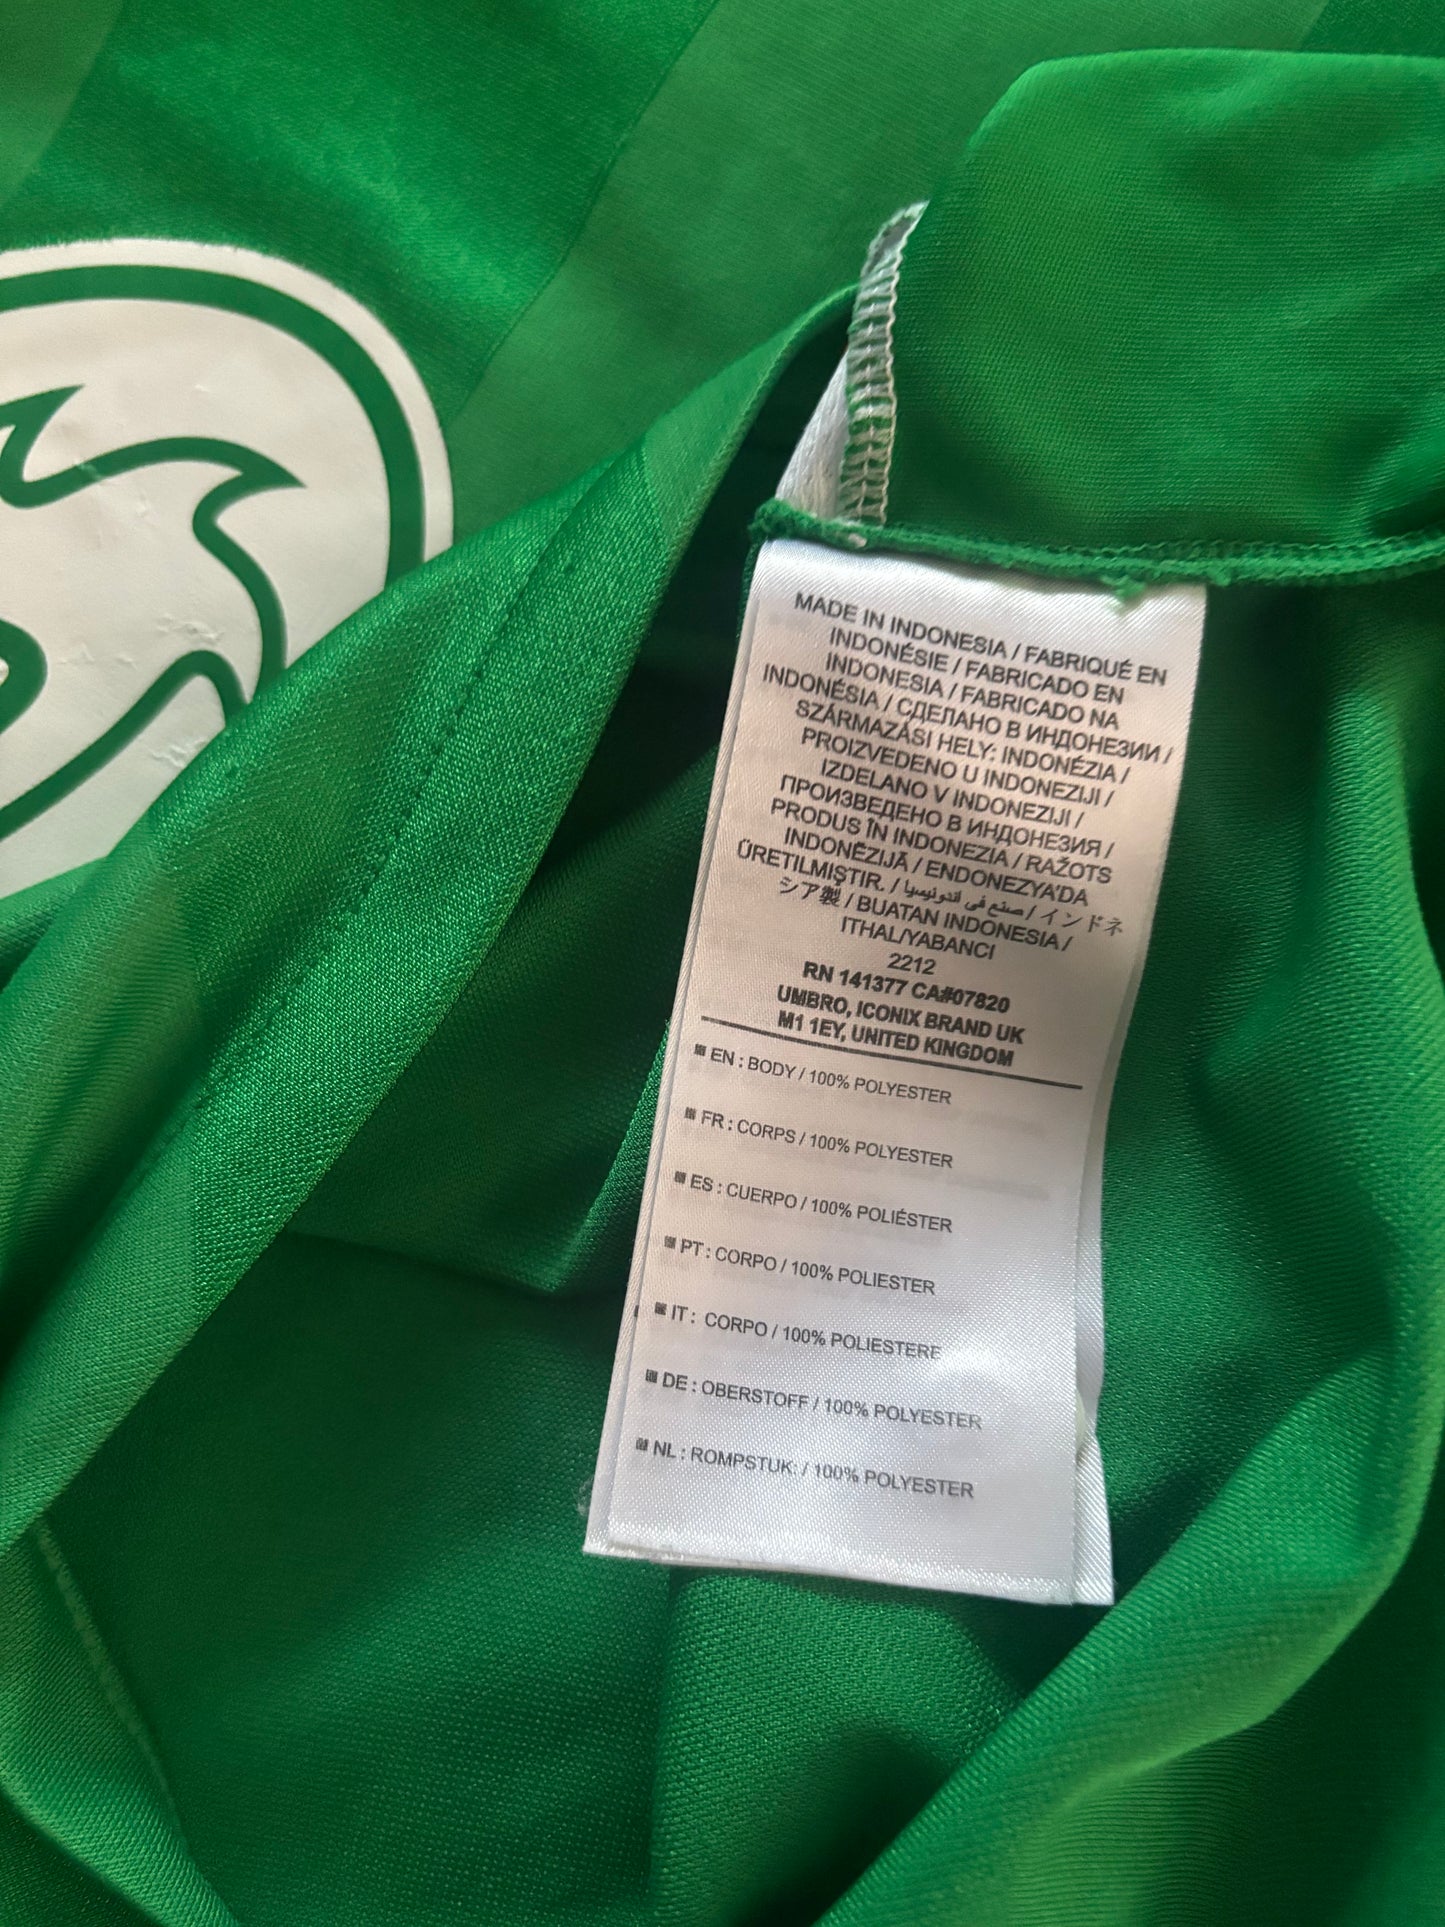 MADE IN INDONESIA / FABRIQUÉ EN
INDONÉSIE / FABRICADO EN
INDONESIA / FABRICADO NA
INDONÉSIA / СДЕЛАНО В ИНДОНЕЗИИ /
SZÁRMAZÁSI HELY: INDONÉZIA /
PROIZVEDENO U INDONEZIJI /
IZDELANO V INDONEZIJI /
ПРОИЗВЕДЕНО В ИНДОНЕЗИЯ /
PRODUS ÎN INDONEZIA / RAŽOTS
INDONĒZIJĀ / ENDONEZYA'DA
ÜRETILMIŞTIR. / صنع في اندونيسيا / インドネ
シア製 / BUATAN INDONESIA /
ITHAL/YABANCI
2212
RN 141377 CA#07820
UMBRO, ICONIX BRAND UK
M1 1EY, UNITED KINGDOM
EN : BODY / 100% POLYESTER
FR : CORPS / 100% POLYESTER
ES : CUERPO / 100% POLIÉSTER
PT : CORPO / 100% POLIESTER
IT : CORPO / 100% POLIESTERE
DE : OBERSTOFF / 100% POLYESTER
NL : ROMPSTUK: / 100% POLYESTER